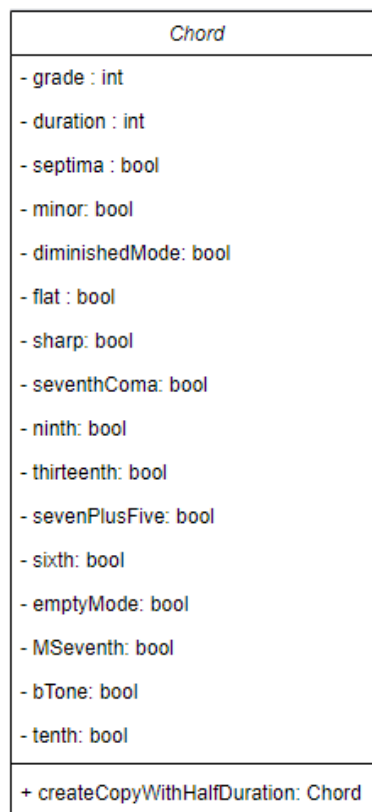 Chord
- grade : int
- duration : int
- septima : bool
- minor: bool
- diminishedMode: bool
- flat : bool
- sharp: bool
- seventhComa: bool
- ninth: bool
- thirteenth: bool
- sevenPlusFive: bool
- sixth: bool
- emptyMode: bool
- MSeventh: bool
- bTone: bool
- tenth: bool
+ createCopyWithHalfDuration: Chord